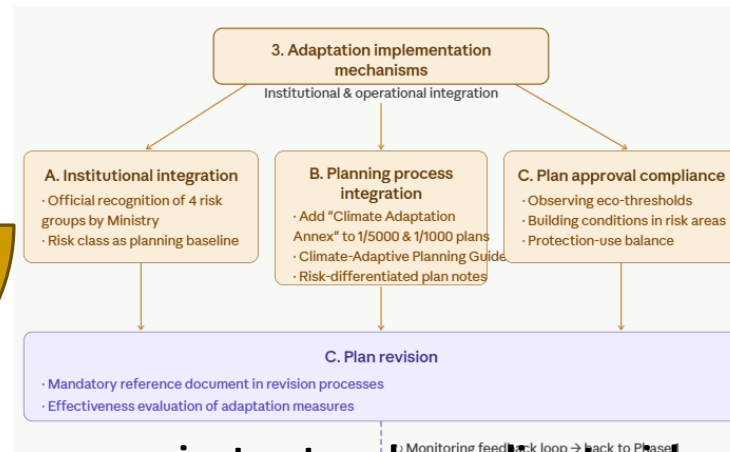 3. Adaptation implementation
mechanisms
Institutional & operational integration
A. Institutional integration
· Official recognition of 4 risk
groups by Ministry
· Risk class as planning baseline
B. Planning process
integration
· Add "Climate Adaptation
Annex" to 1/5000 & 1/1000 plans
· Climate-Adaptive Planning Guide
· Risk-differentiated plan notes
C. Plan approval compliance
· Observing eco-thresholds
· Building conditions in risk areas
· Protection-use balance
C. Plan revision
· Mandatory reference document in revision processes
· Effectiveness evaluation of adaptation measures
Monitoring feedback loop → back to Phase